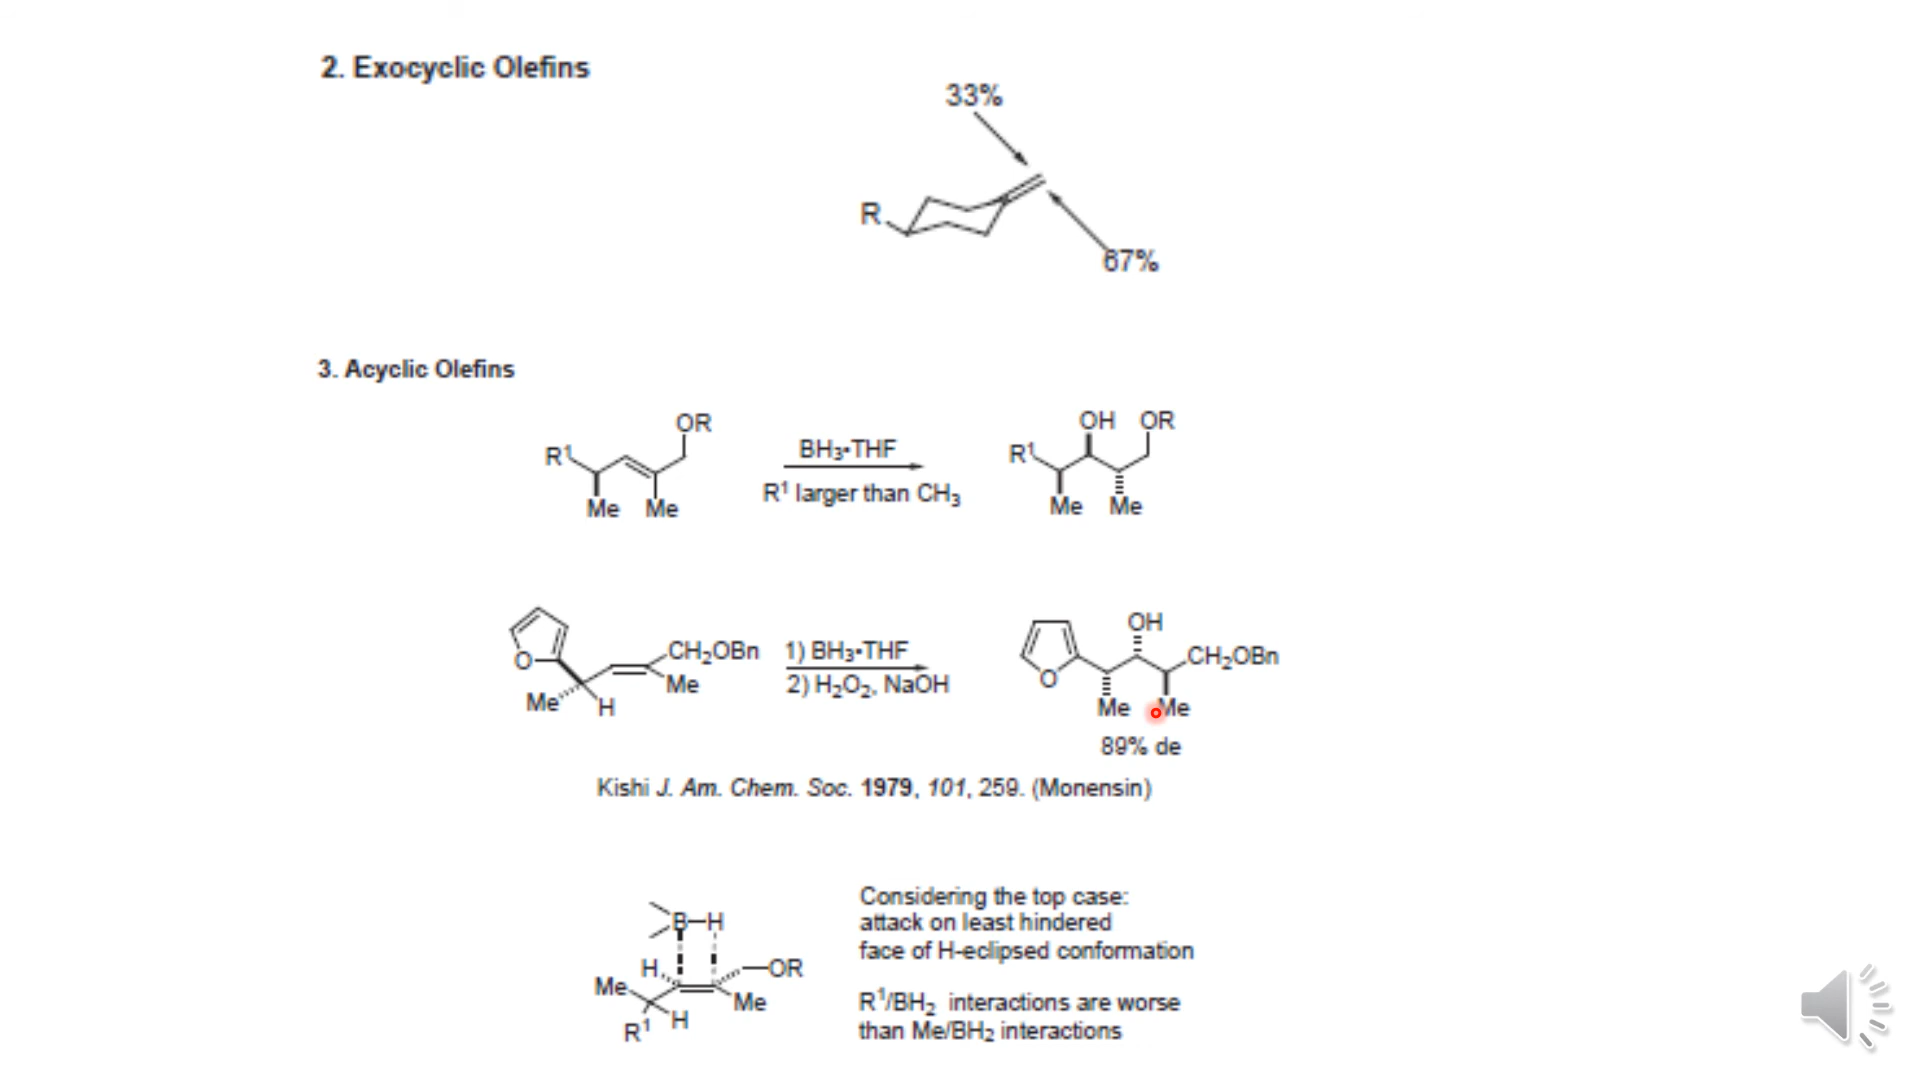 2. Exocyclic Olefins
33%
R
67%
3. Acyclic Olefins
OR
R¹
Me Me
BH₃•THF
R¹ larger than CH₃
OH OR
R¹
Me Me
O
CH₂OBn
Me
Me
H
1) BH₃•THF
2) H₂O₂, NaOH
OH
O
CH₂OBn
Me Me
89% de
Kishi J. Am. Chem. Soc. 1979, 101, 259. (Monensin)
B—H
H
OR
Me
Me
R¹
H
Considering the top case:
attack on least hindered
face of H-eclipsed conformation
R¹/BH₂ interactions are worse
than Me/BH₂ interactions